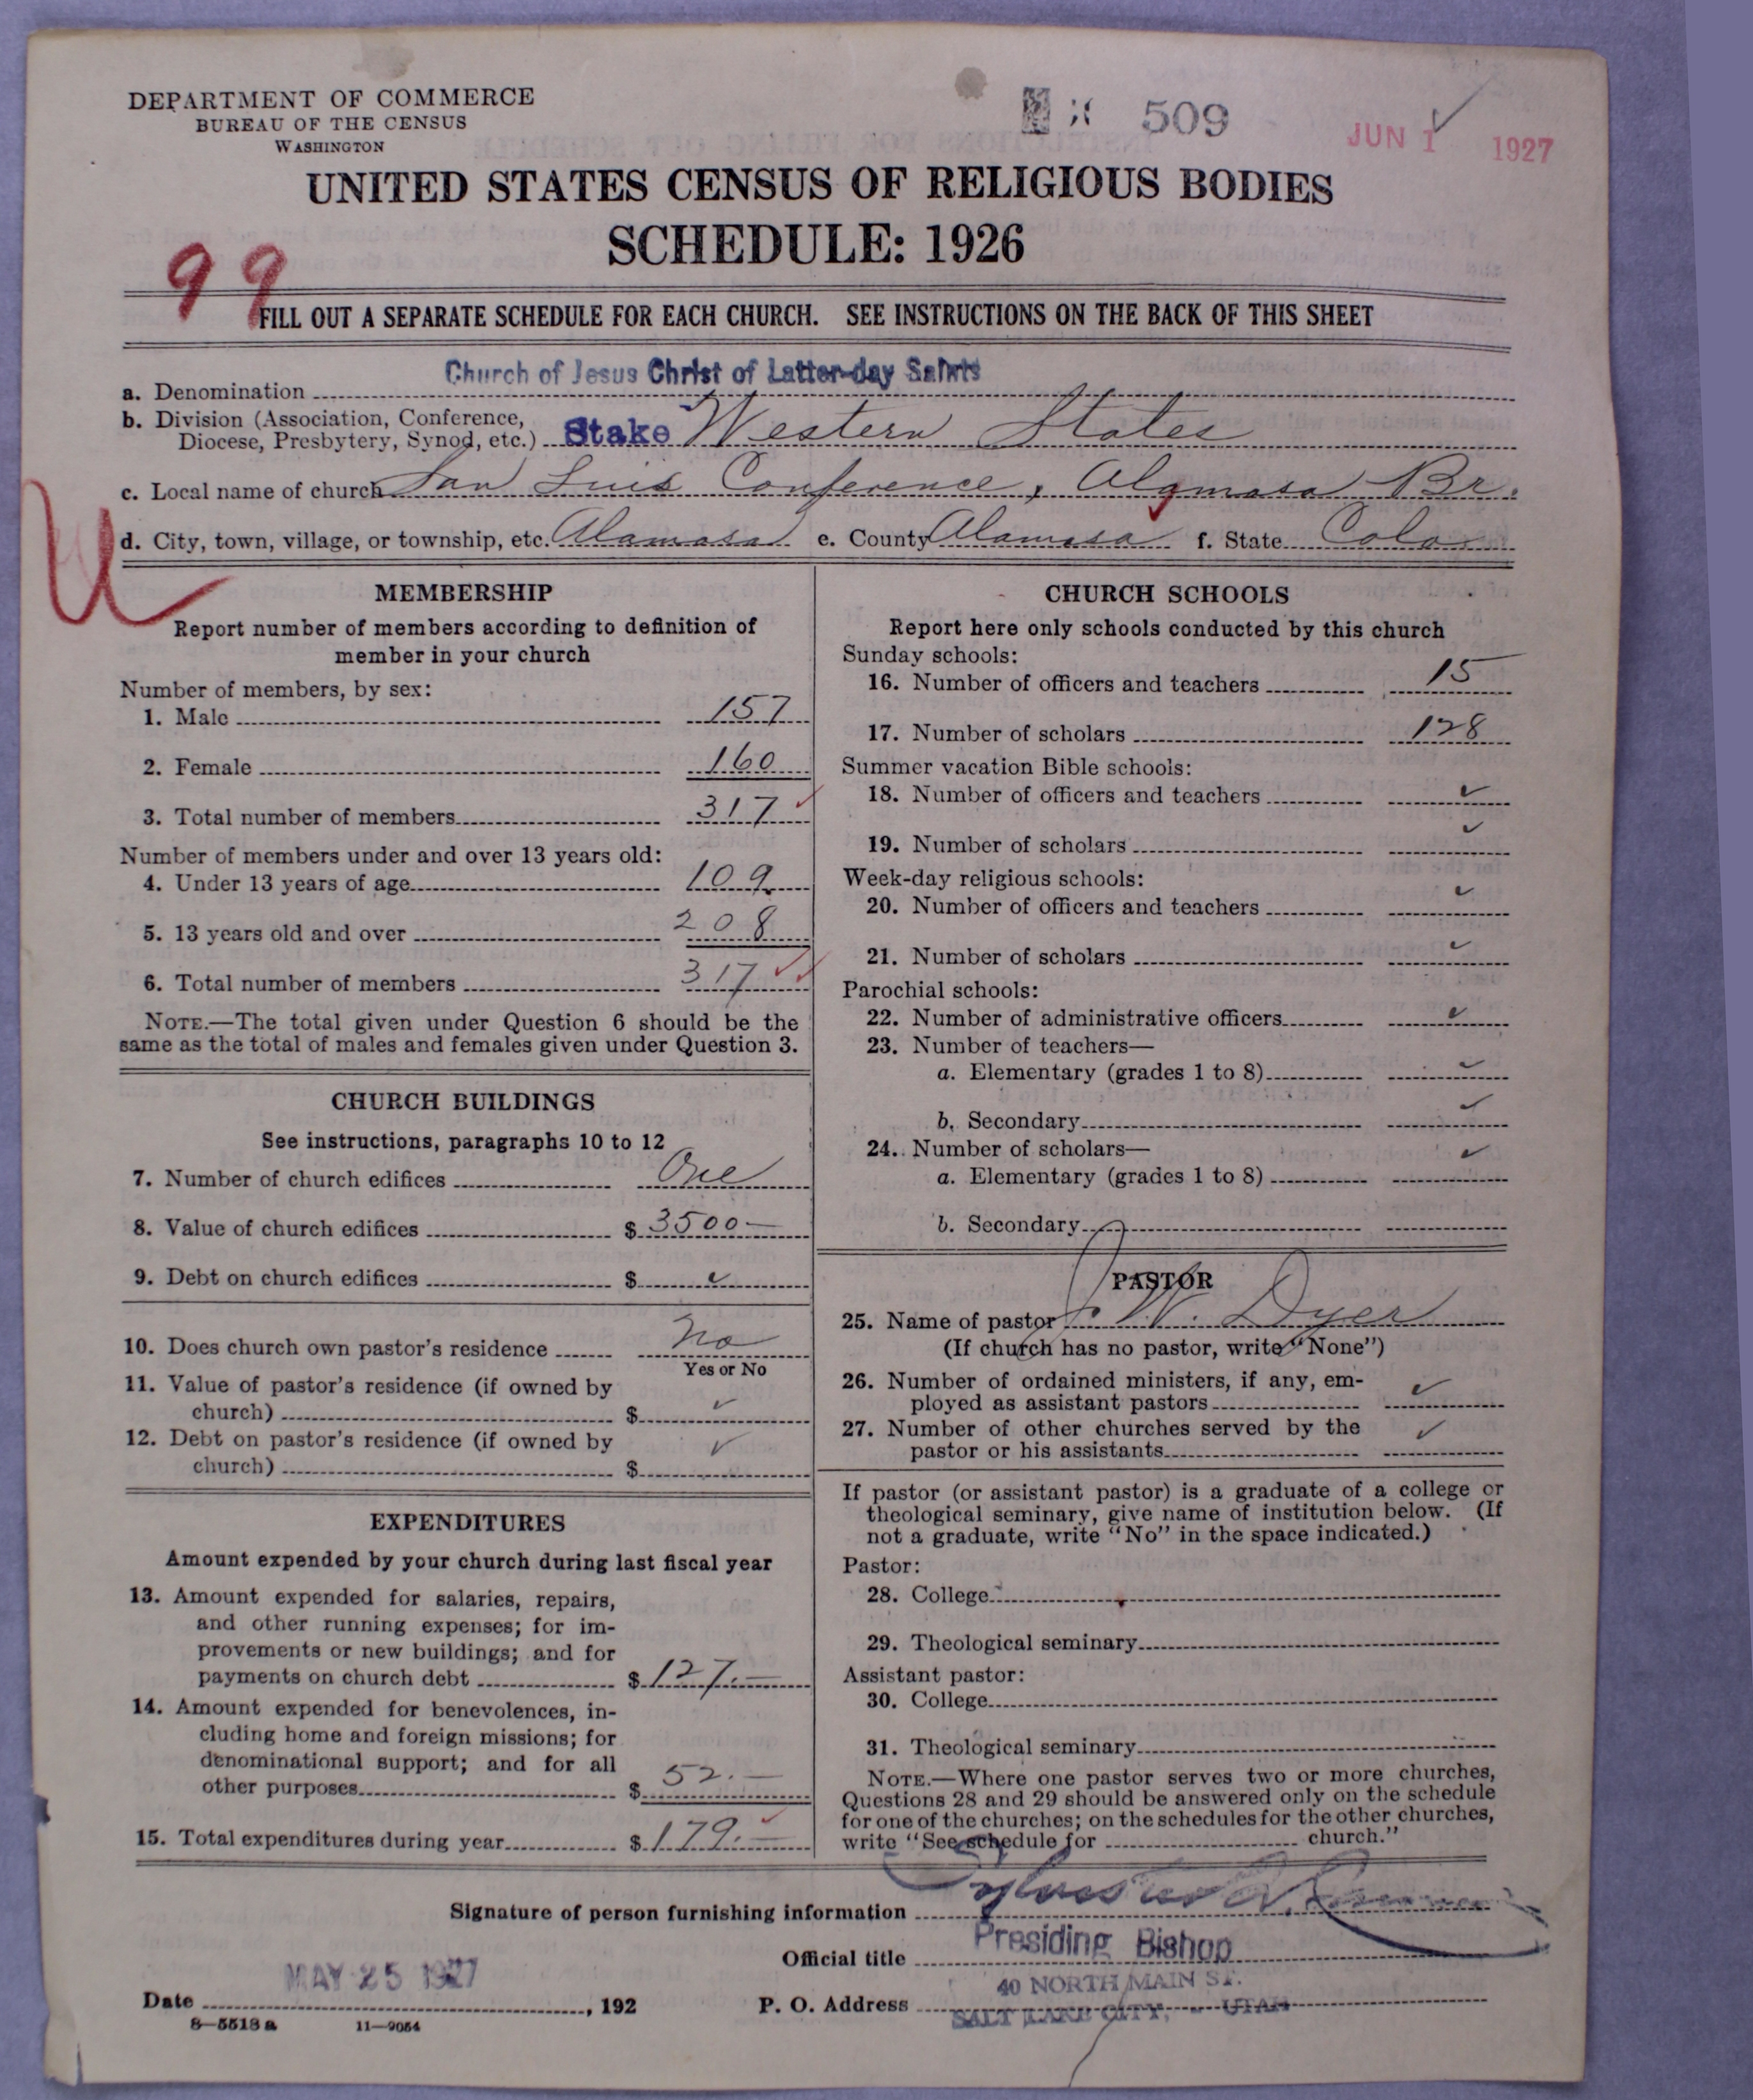 DEPARTMENT OF COMMERCE
BUREAU OF THE CENSUS
WASHINGTON
509
JUN 1 1927
UNITED STATES CENSUS OF RELIGIOUS BODIES
SCHEDULE: 1926
99
FILL OUT A SEPARATE SCHEDULE FOR EACH CHURCH. SEE INSTRUCTIONS ON THE BACK OF THIS SHEET
a. Denomination Church of Jesus Christ of Latter-day Saints
b. Division (Association, Conference,
Diocese, Presbytery, Synod, etc.) Stake Western States
c. Local name of church San Luis Conference, Alamosa Br.
d. City, town, village, or township, etc. Alamosa e. County Alamosa f. State Colo
U
MEMBERSHIP
Report number of members according to definition of
member in your church
Number of members, by sex:
1. Male 157
2. Female 160
3. Total number of members 317 ✓
Number of members under and over 13 years old:
4. Under 13 years of age 109
5. 13 years old and over 208
6. Total number of members 317 ✓✓
NOTE.—The total given under Question 6 should be the
same as the total of males and females given under Question 3.
CHURCH BUILDINGS
See instructions, paragraphs 10 to 12
7. Number of church edifices One
8. Value of church edifices $ 3500—
9. Debt on church edifices $ ✓
10. Does church own pastor's residence No
Yes or No
11. Value of pastor's residence (if owned by
church) $ ✓
12. Debt on pastor's residence (if owned by
church) $ ✓
EXPENDITURES
Amount expended by your church during last fiscal year
13. Amount expended for salaries, repairs,
and other running expenses; for im-
provements or new buildings; and for
payments on church debt $ 127.—
14. Amount expended for benevolences, in-
cluding home and foreign missions; for
denominational support; and for all
other purposes $ 52.—
15. Total expenditures during year $ 179.— ✓
CHURCH SCHOOLS
Report here only schools conducted by this church
Sunday schools:
16. Number of officers and teachers 15
17. Number of scholars 128
Summer vacation Bible schools:
18. Number of officers and teachers ✓
19. Number of scholars ✓
Week-day religious schools:
20. Number of officers and teachers ✓
21. Number of scholars ✓
Parochial schools:
22. Number of administrative officers ✓
23. Number of teachers—
a. Elementary (grades 1 to 8) ✓
b. Secondary ✓
24. Number of scholars—
a. Elementary (grades 1 to 8) ✓
b. Secondary
PASTOR
25. Name of pastor J. W. Dyer
(If church has no pastor, write "None")
26. Number of ordained ministers, if any, em-
ployed as assistant pastors ✓
27. Number of other churches served by the
pastor or his assistants ✓
If pastor (or assistant pastor) is a graduate of a college or
theological seminary, give name of institution below. (If
not a graduate, write "No" in the space indicated.)
Pastor:
28. College
29. Theological seminary
Assistant pastor:
30. College
31. Theological seminary
NOTE.—Where one pastor serves two or more churches,
Questions 28 and 29 should be answered only on the schedule
for one of the churches; on the schedules for the other churches,
write "See schedule for church."
Signature of person furnishing information Sylvester Q.
Official title Presiding Bishop
Date MAY 25 1927, 192
P. O. Address 40 NORTH MAIN ST.
SALT LAKE CITY, - UTAH
8—5518 a 11—9054